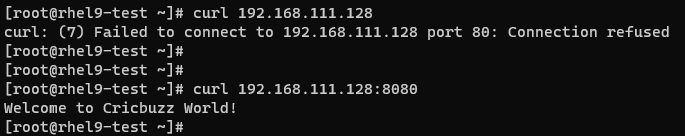 [root@rhel9-test ~]# curl 192.168.111.128
curl: (7) Failed to connect to 192.168.111.128 port 80: Connection refused
[root@rhel9-test ~]#
[root@rhel9-test ~]#
[root@rhel9-test ~]# curl 192.168.111.128:8080
Welcome to Cricbuzz World!
[root@rhel9-test ~]#